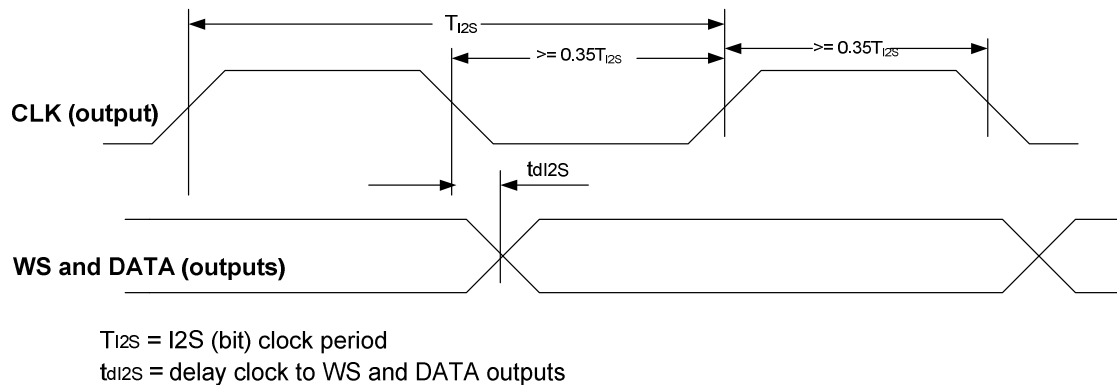 TI2S
>= 0.35TI2S
>= 0.35TI2S
CLK (output)
tdI2S
WS and DATA (outputs)
TI2S = I2S (bit) clock period
tdI2S = delay clock to WS and DATA outputs